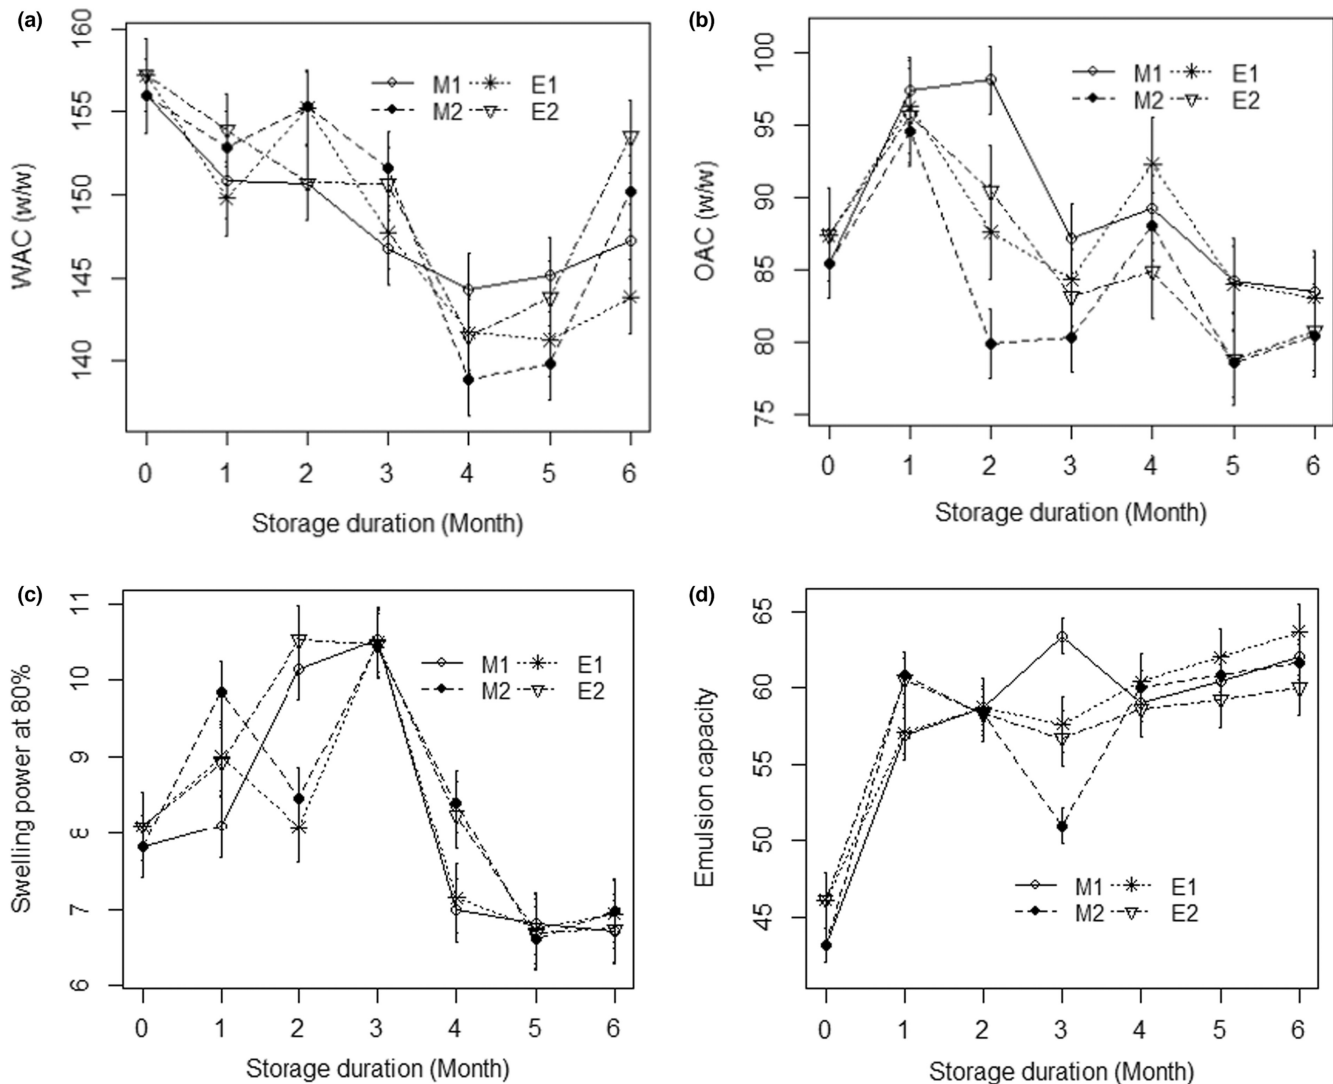 (a)
WAC (w/w)
160
155
150
145
140
M1 E1
M2 E2
0 1 2 3 4 5 6
Storage duration (Month)
(b)
OAC (w/w)
100
95
90
85
80
75
M1 E1
M2 E2
0 1 2 3 4 5 6
Storage duration (Month)
(c)
Swelling power at 80%
11
10
9
8
7
6
M1 E1
M2 E2
0 1 2 3 4 5 6
Storage duration (Month)
(d)
Emulsion capacity
65
60
55
50
45
M1 E1
M2 E2
0 1 2 3 4 5 6
Storage duration (Month)